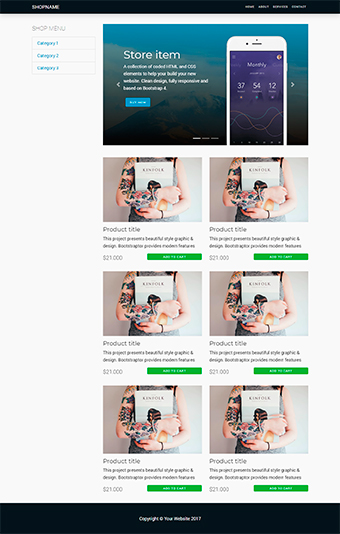 SHOPNAME
HOME ABOUT SERVICES CONTACT
SHOP MENU
Category 1
Category 2
Category 3
Store item
A collection of coded HTML and CSS
elements to help you build your new
website. Clean design, fully responsive and
based on Bootstrap 4.
BUY NOW
Monthly
37 54 12
KINFOLK
KINFOLK
Product title
This project presents beautiful style graphic &
design. Bootstraptor provides modern features
$21.000
ADD TO CART
Product title
This project presents beautiful style graphic &
design. Bootstraptor provides modern features
$21.000
ADD TO CART
KINFOLK
KINFOLK
Product title
This project presents beautiful style graphic &
design. Bootstraptor provides modern features
$21.000
ADD TO CART
Product title
This project presents beautiful style graphic &
design. Bootstraptor provides modern features
$21.000
ADD TO CART
KINFOLK
KINFOLK
Product title
This project presents beautiful style graphic &
design. Bootstraptor provides modern features
$21.000
ADD TO CART
Product title
This project presents beautiful style graphic &
design. Bootstraptor provides modern features
$21.000
ADD TO CART
Copyright © Your Website 2017